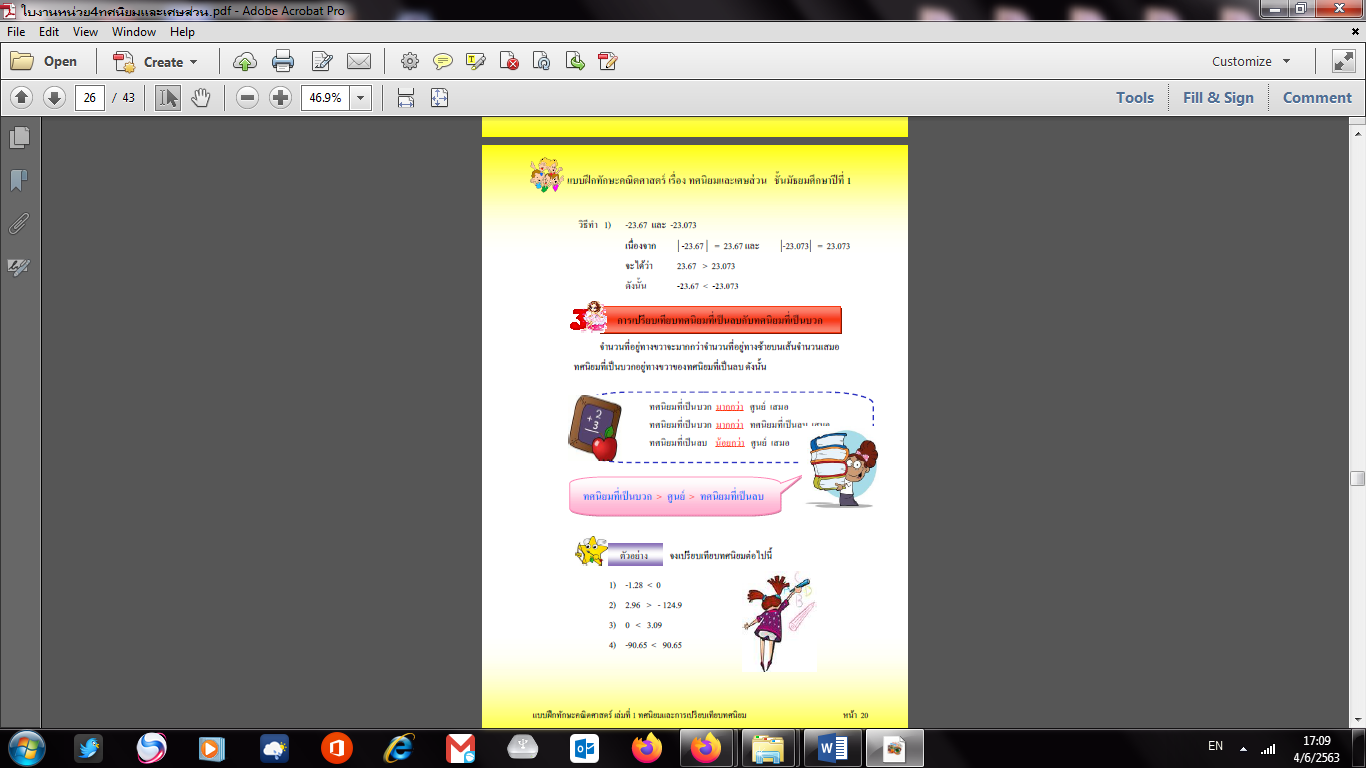 ใบงานหน่วย4ทศนิยมและเศษส่วน.pdf - Adobe Acrobat Pro
File Edit View Window Help
Open Create Customize
26 / 43 46.9% Tools Fill & Sign Comment
แบบฝึกทักษะคณิตศาสตร์ เรื่อง ทศนิยมและเศษส่วน ชั้นมัธยมศึกษาปีที่ 1
วิธีทำ 1) -23.67 และ -23.073
เนื่องจาก |-23.67| = 23.67 และ |-23.073| = 23.073
จะได้ว่า 23.67 > 23.073
ดังนั้น -23.67 < -23.073
3 การเปรียบเทียบทศนิยมที่เป็นลบกับทศนิยมที่เป็นบวก
จำนวนที่อยู่ทางขวาจะมากกว่าจำนวนที่อยู่ทางซ้ายบนเส้นจำนวนเสมอ
ทศนิยมที่เป็นบวกอยู่ทางขวาของทศนิยมที่เป็นลบ ดังนั้น
2
+3
ทศนิยมที่เป็นบวก มากกว่า ศูนย์ เสมอ
ทศนิยมที่เป็นบวก มากกว่า ทศนิยมที่เป็นลบ เสมอ
ทศนิยมที่เป็นลบ น้อยกว่า ศูนย์ เสมอ
ทศนิยมที่เป็นบวก > ศูนย์ > ทศนิยมที่เป็นลบ
ตัวอย่าง จงเปรียบเทียบทศนิยมต่อไปนี้
1) -1.28 < 0
2) 2.96 > - 124.9
3) 0 < 3.09
4) -90.65 < 90.65
แบบฝึกทักษะคณิตศาสตร์ เล่มที่ 1 ทศนิยมและการเปรียบเทียบทศนิยม หน้า 20
EN 17:09
4/6/2563